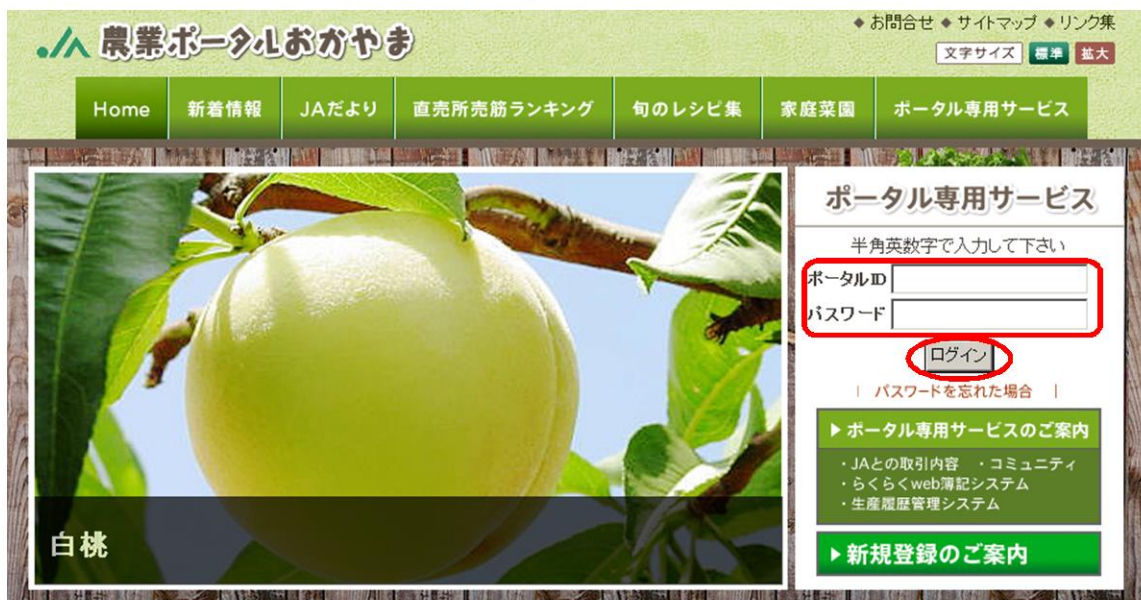 ◆ お問合せ ◆ サイトマップ ◆ リンク集
JA 農業ポータルおかやま
文字サイズ 標準 拡大
Home 新着情報 JAだより 直売所売筋ランキング 旬のレシピ集 家庭菜園 ポータル専用サービス
白桃
ポータル専用サービス
半角英数字で入力して下さい
ポータルID
パスワード
ログイン
| パスワードを忘れた場合 |
▶ポータル専用サービスのご案内
・JAとの取引内容 ・コミュニティ
・らくらくweb簿記システム
・生産履歴管理システム
▶新規登録のご案内